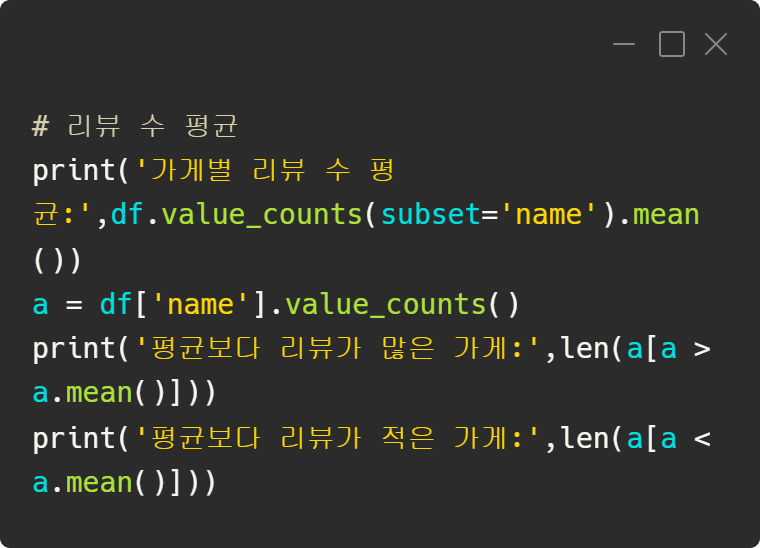 # 리뷰 수 평균
print('가게별 리뷰 수 평
균:',df.value_counts(subset='name').mean
())
a = df['name'].value_counts()
print('평균보다 리뷰가 많은 가게:',len(a[a >
a.mean()]))
print('평균보다 리뷰가 적은 가게:',len(a[a <
a.mean()]))